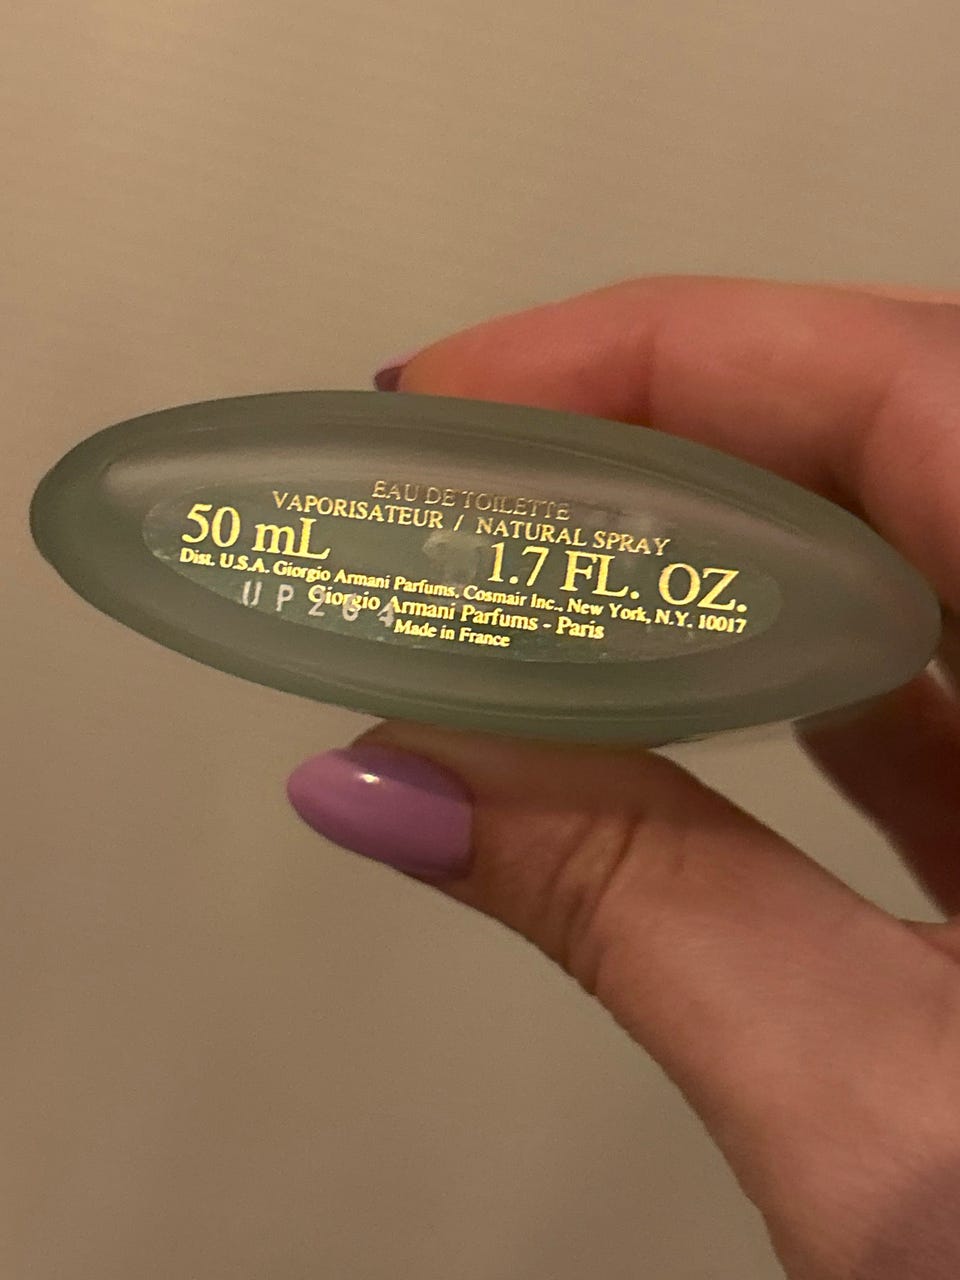 EAU DE TOILETTE
VAPORISATEUR / NATURAL SPRAY
50 mL 1.7 FL. OZ.
Dist. U.S.A. Giorgio Armani Parfums, Cosmair Inc., New York, N.Y. 10017
Giorgio Armani Parfums - Paris
Made in France
UP264